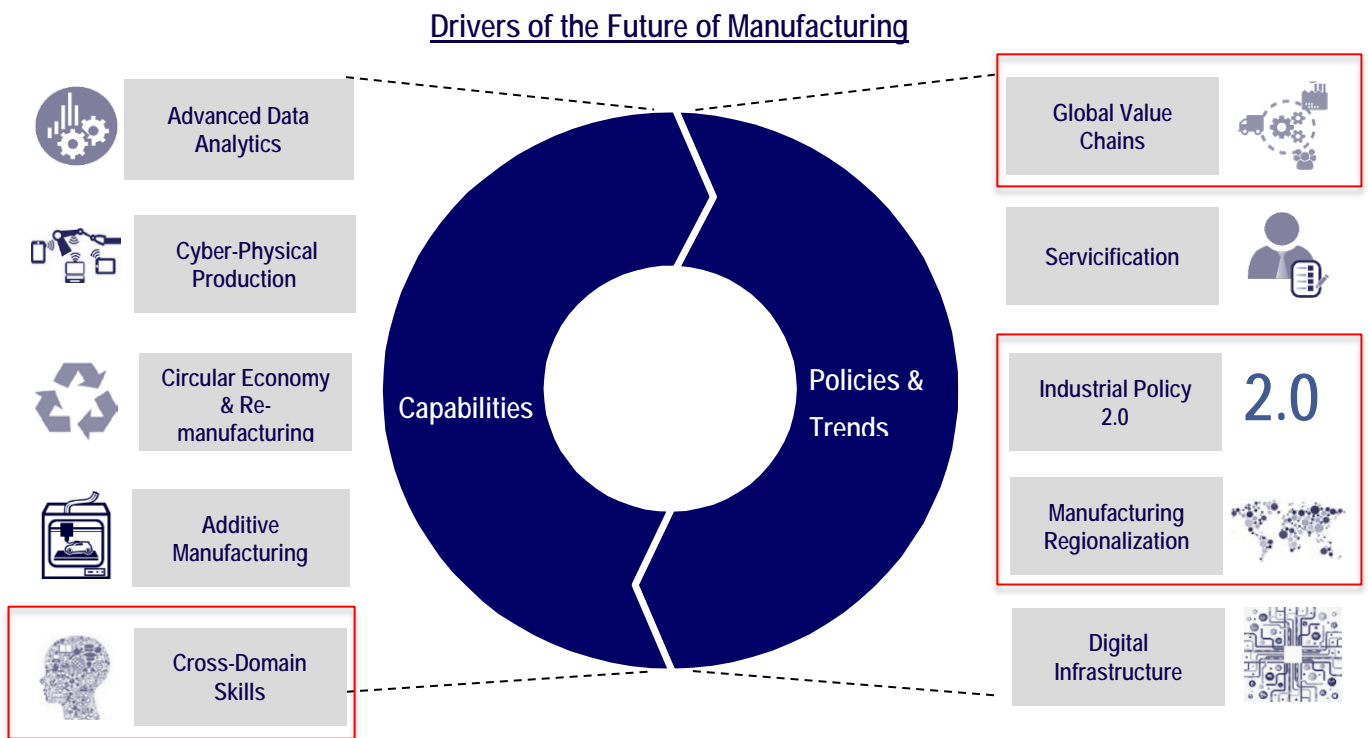 Drivers of the Future of Manufacturing
Advanced Data
Analytics
Cyber-Physical
Production
Circular Economy
& Re-
manufacturing
Additive
Manufacturing
Cross-Domain
Skills
Capabilities
Policies &
Trends
Global Value
Chains
Servicification
Industrial Policy
2.0
2.0
Manufacturing
Regionalization
Digital
Infrastructure